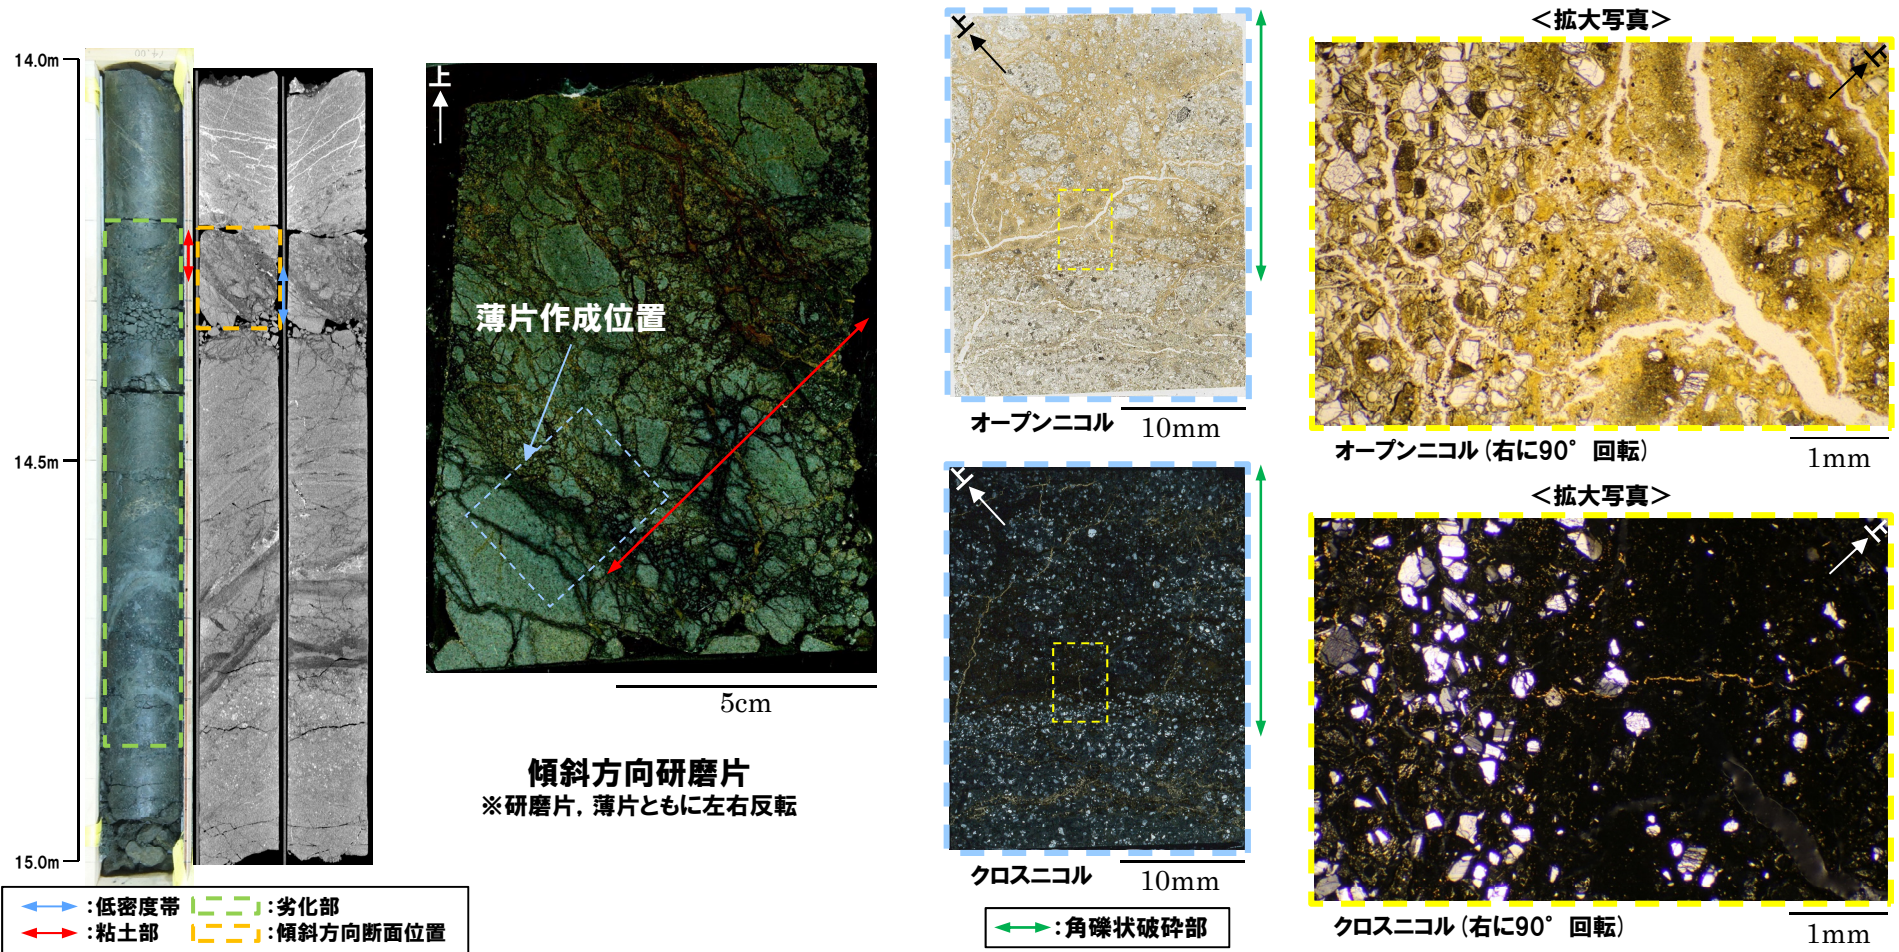 14.0m
14.5m
15.0m
：低密度帯
：劣化部
：粘土部
：傾斜方向断面位置
上
薄片作成位置
5cm
傾斜方向研磨片
※研磨片，薄片ともに左右反転
上
オープンニコル
10mm
上
クロスニコル
10mm
：角礫状破砕部
＜拡大写真＞
上
オープンニコル（右に90°回転）
1mm
＜拡大写真＞
上
クロスニコル（右に90°回転）
1mm